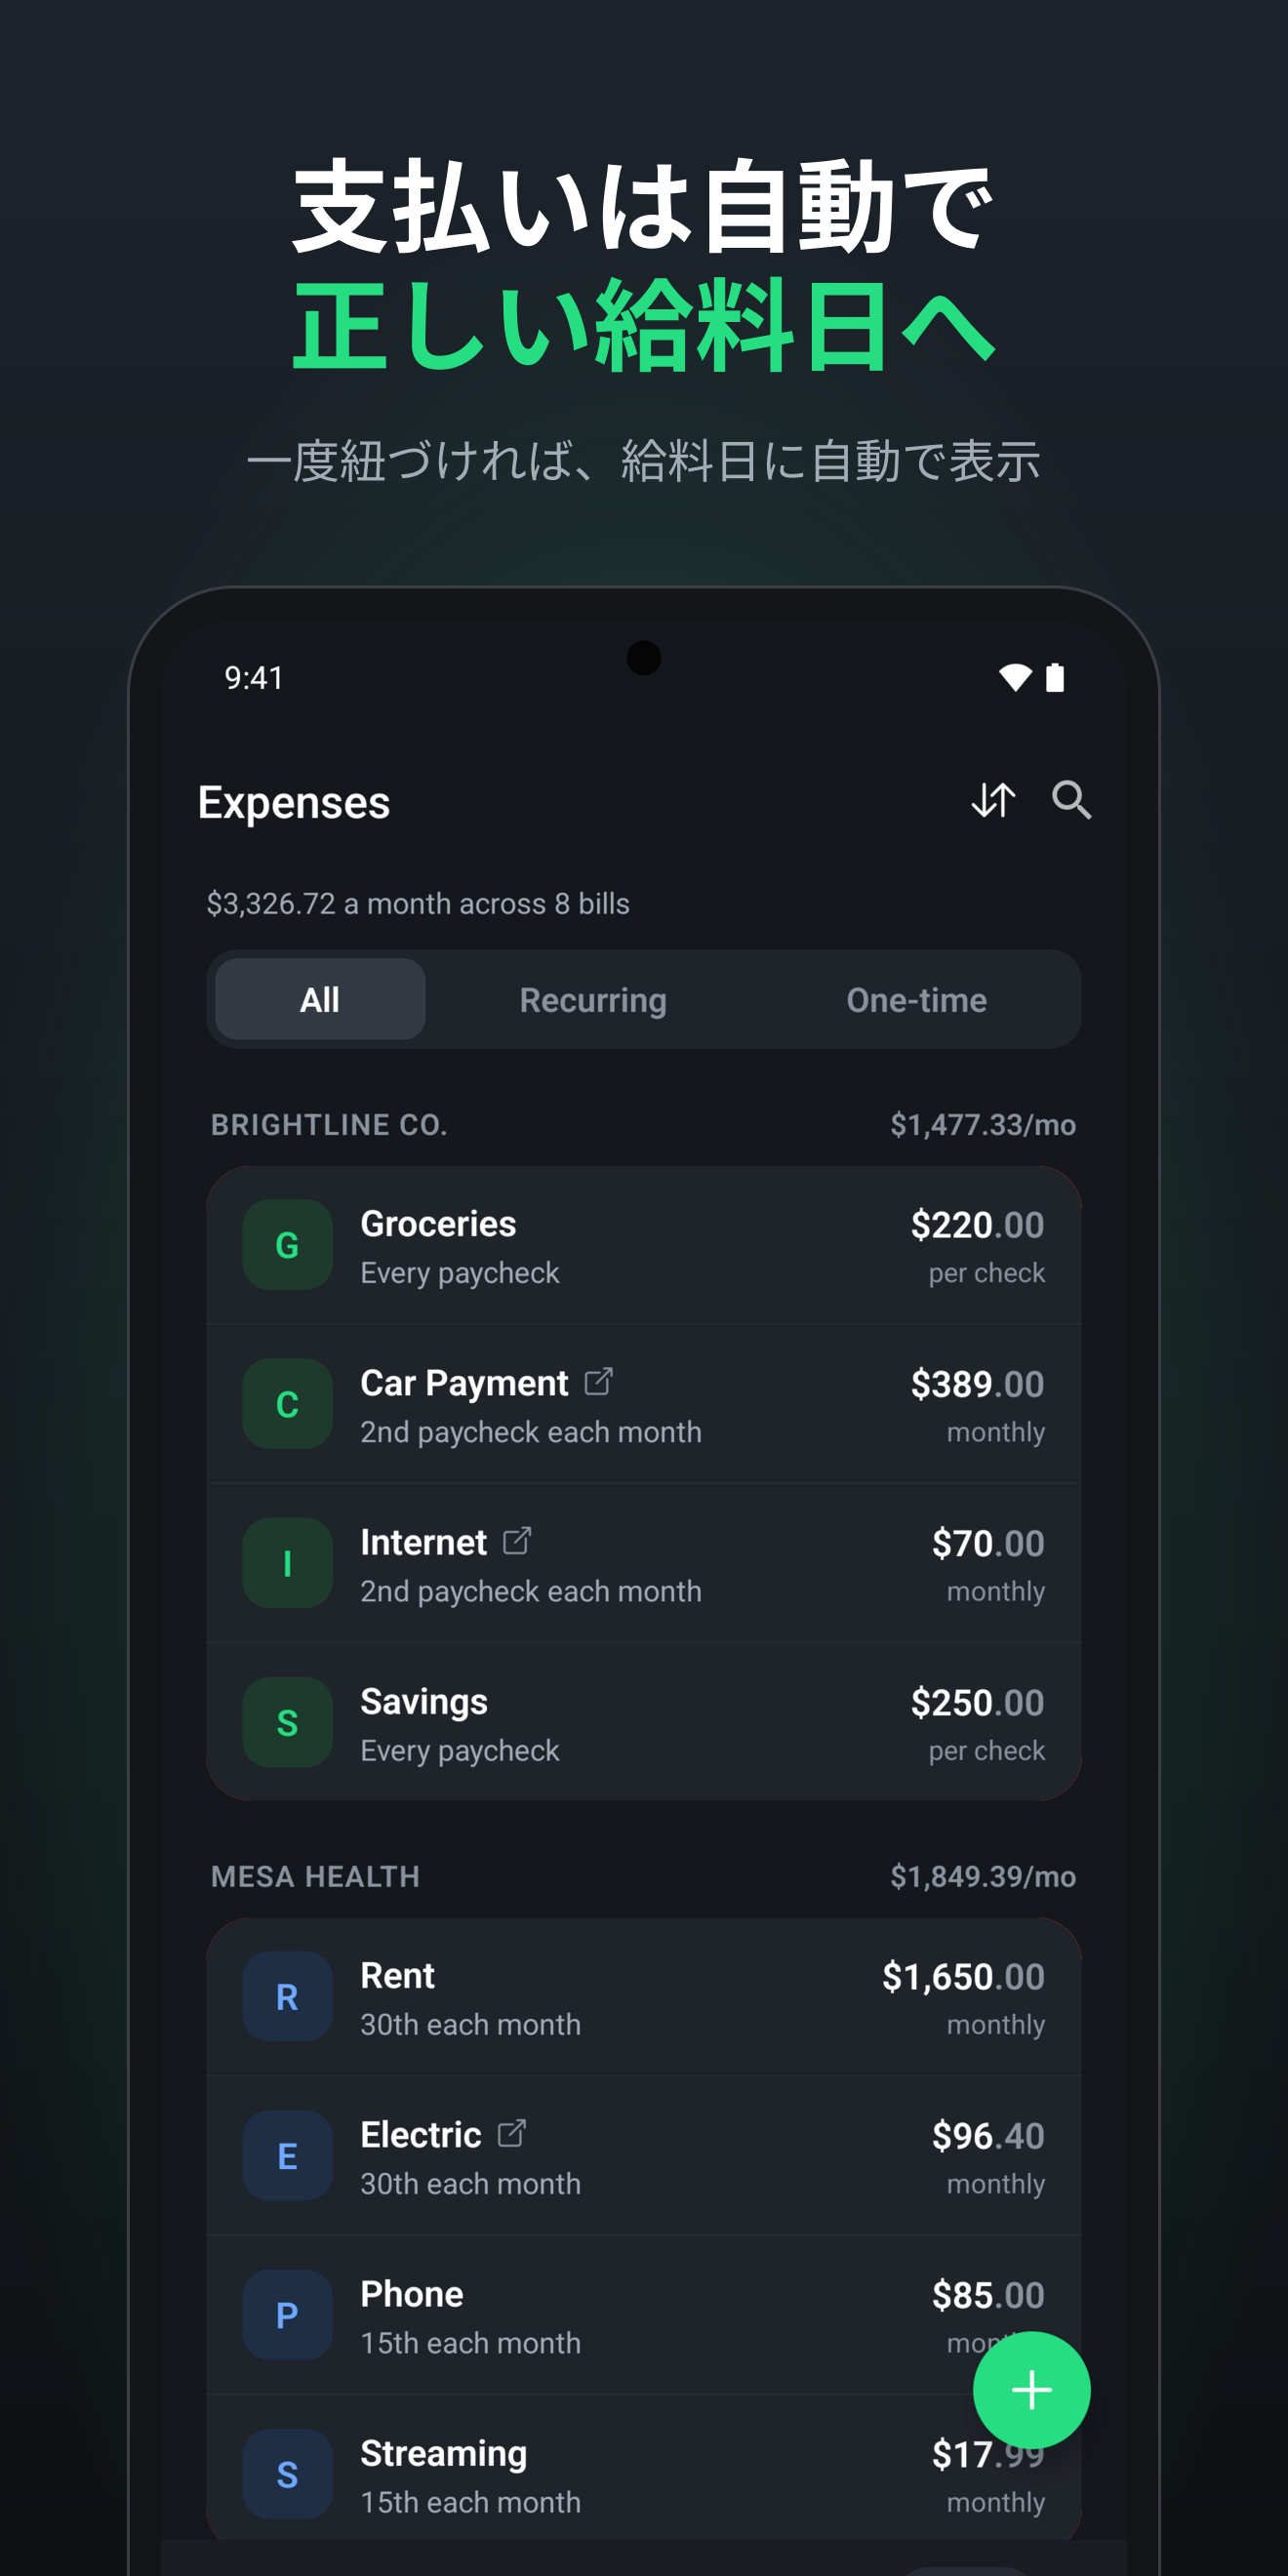 支払いは自動で
正しい給料日へ
一度紐づければ、給料日に自動で表示
9:41
Expenses
$3,326.72 a month across 8 bills
All Recurring One-time
BRIGHTLINE CO. $1,477.33/mo
G Groceries $220.00
Every paycheck per check
C Car Payment $389.00
2nd paycheck each month monthly
I Internet $70.00
2nd paycheck each month monthly
S Savings $250.00
Every paycheck per check
MESA HEALTH $1,849.39/mo
R Rent $1,650.00
30th each month monthly
E Electric $96.40
30th each month monthly
P Phone $85.00
15th each month
S Streaming $17.99
15th each month monthly